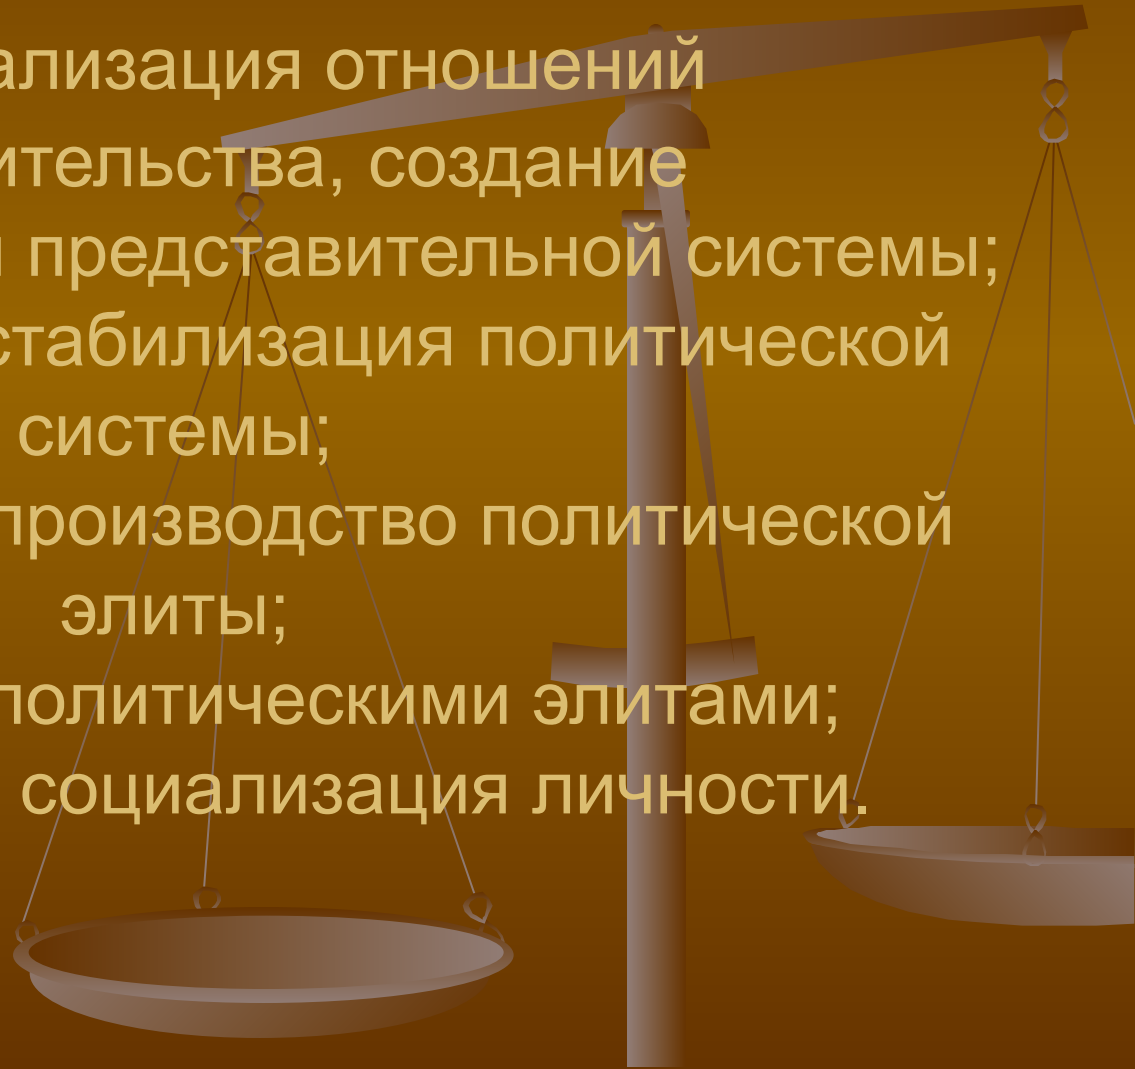 ализация отношений
ительства, создание
представительной системы;
стабилизация политической
системы;
производство политической
элиты;
политическими элитами;
социализация личности.